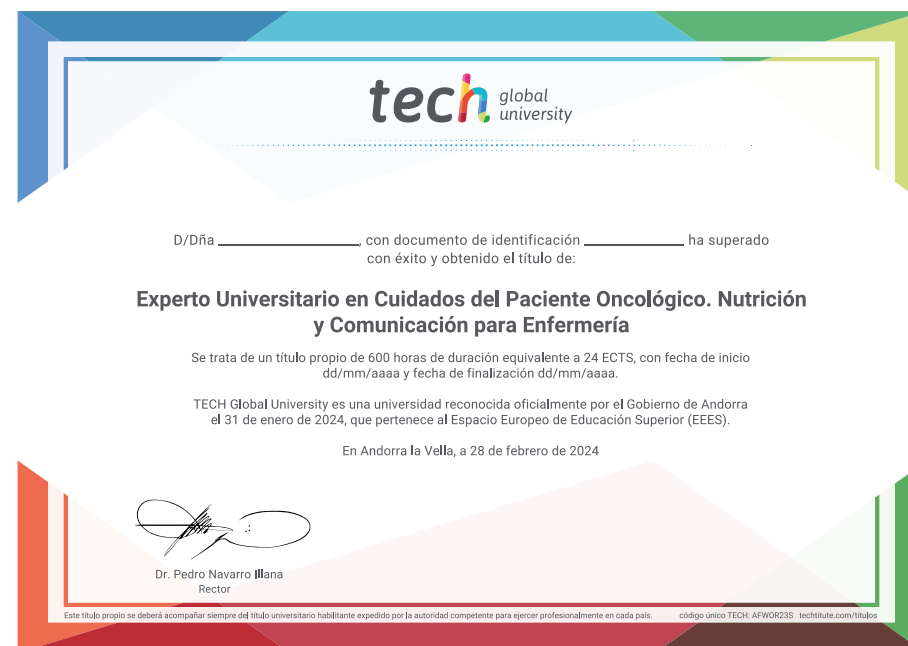 tech global university
D/Dña ____________________, con documento de identificación ______________ ha superado
con éxito y obtenido el título de:
Experto Universitario en Cuidados del Paciente Oncológico. Nutrición
y Comunicación para Enfermería
Se trata de un título propio de 600 horas de duración equivalente a 24 ECTS, con fecha de inicio
dd/mm/aaaa y fecha de finalización dd/mm/aaaa.
TECH Global University es una universidad reconocida oficialmente por el Gobierno de Andorra
el 31 de enero de 2024, que pertenece al Espacio Europeo de Educación Superior (EEES).
En Andorra la Vella, a 28 de febrero de 2024
Dr. Pedro Navarro Illana
Rector
Este título propio se deberá acompañar siempre del título universitario habilitante expedido por la autoridad competente para ejercer profesionalmente en cada país. código único TECH: AFWOR23S techtitute.com/titulos